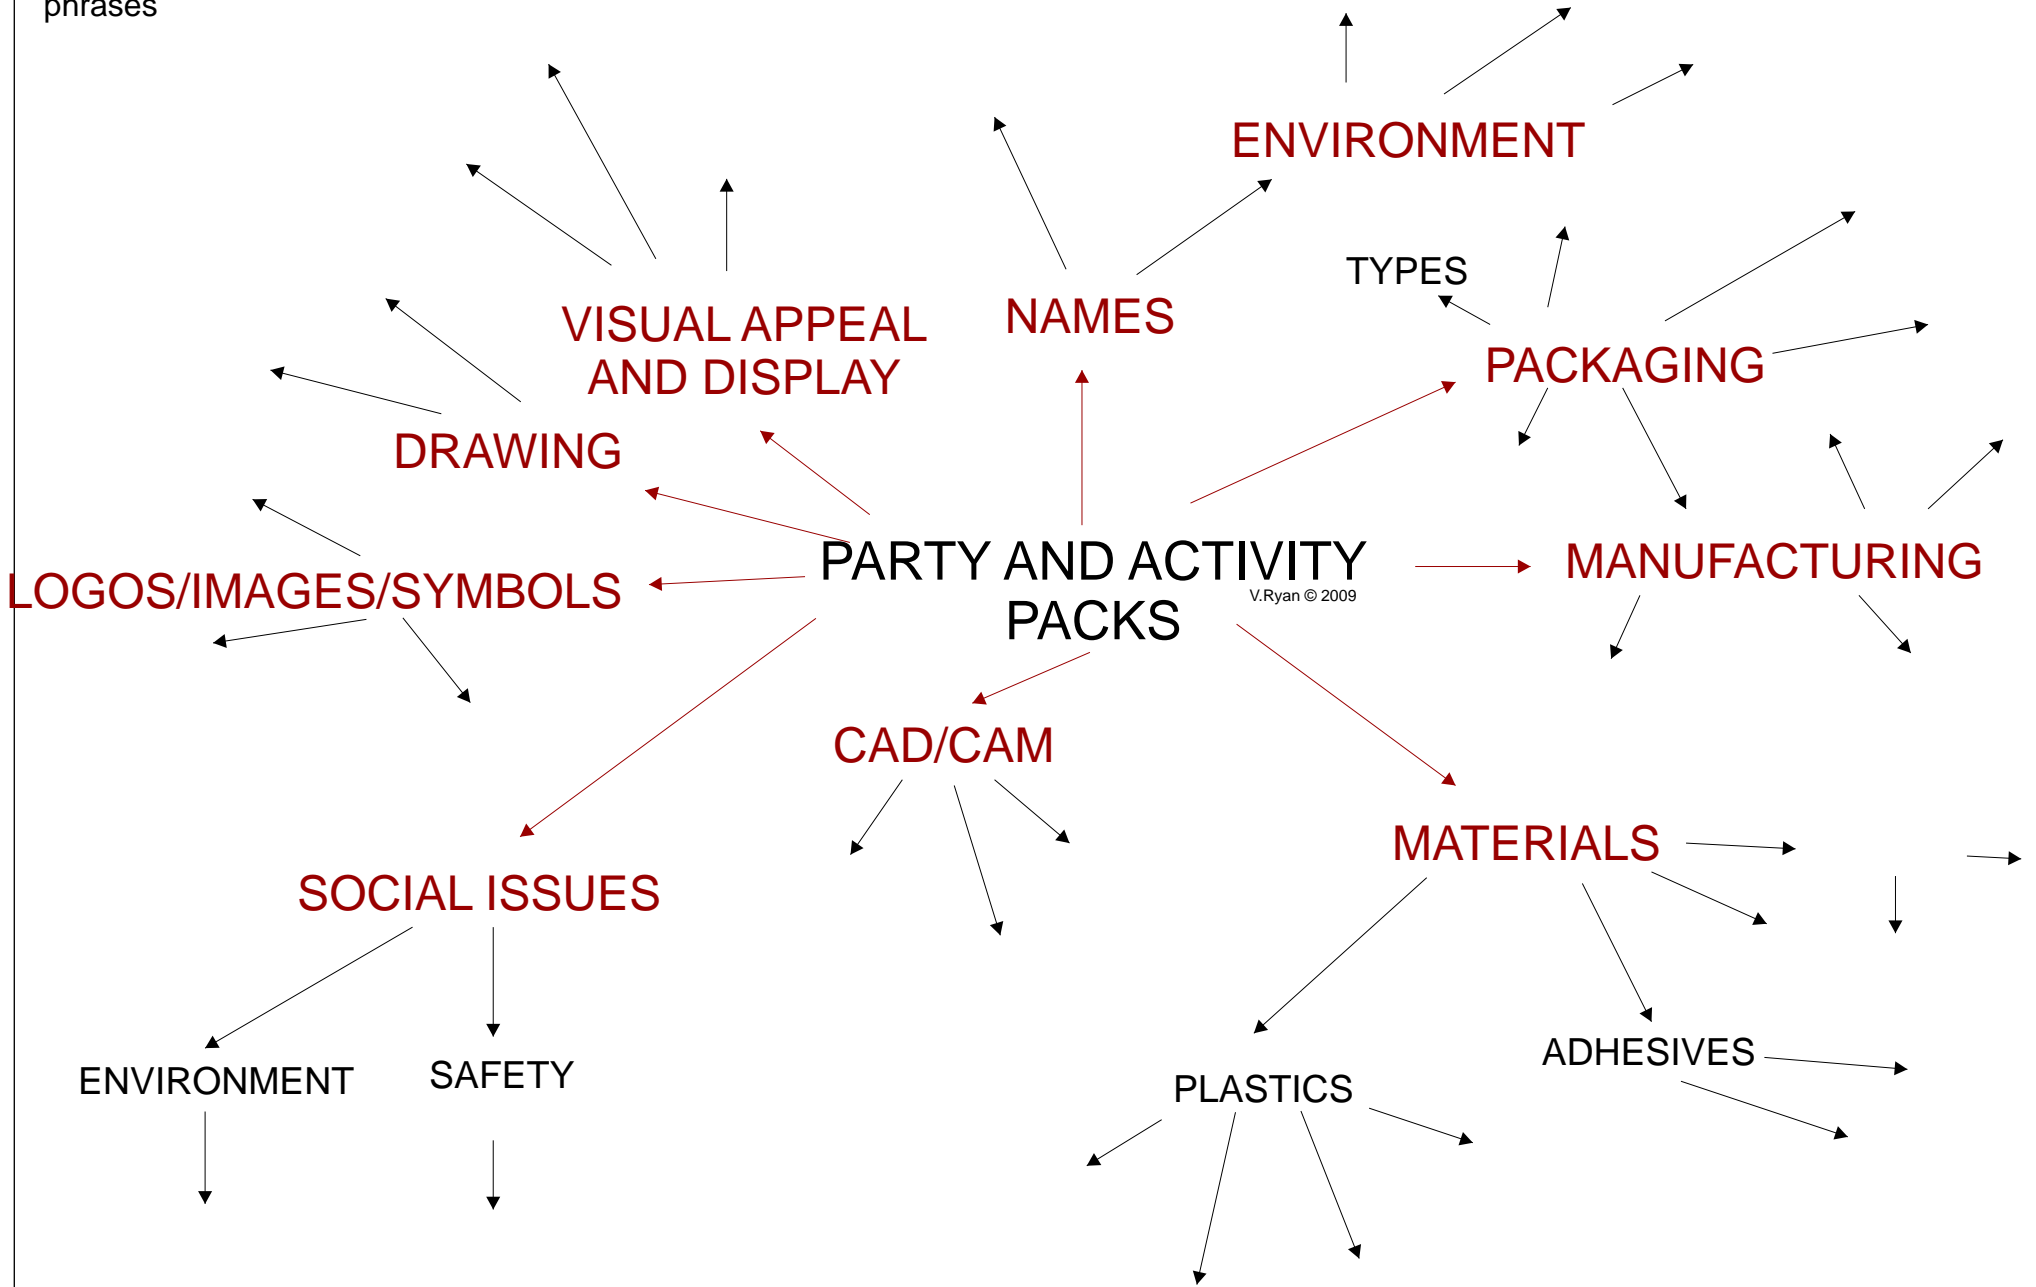 phrases
ENVIRONMENT
TYPES
VISUAL APPEAL
AND DISPLAY
NAMES
PACKAGING
DRAWING
PARTY AND ACTIVITY
PACKS
V.Ryan © 2009
MANUFACTURING
LOGOS/IMAGES/SYMBOLS
CAD/CAM
MATERIALS
SOCIAL ISSUES
ENVIRONMENT
SAFETY
PLASTICS
ADHESIVES